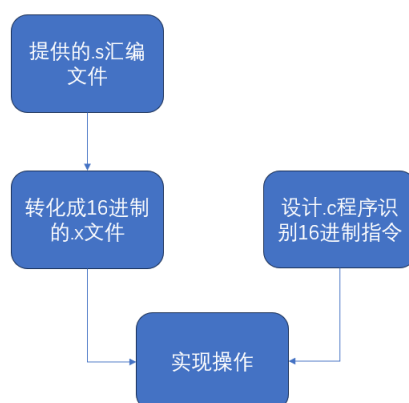 提供的.s汇编
文件
转化成16进制
的.x文件
设计.c程序识
别16进制指令
实现操作